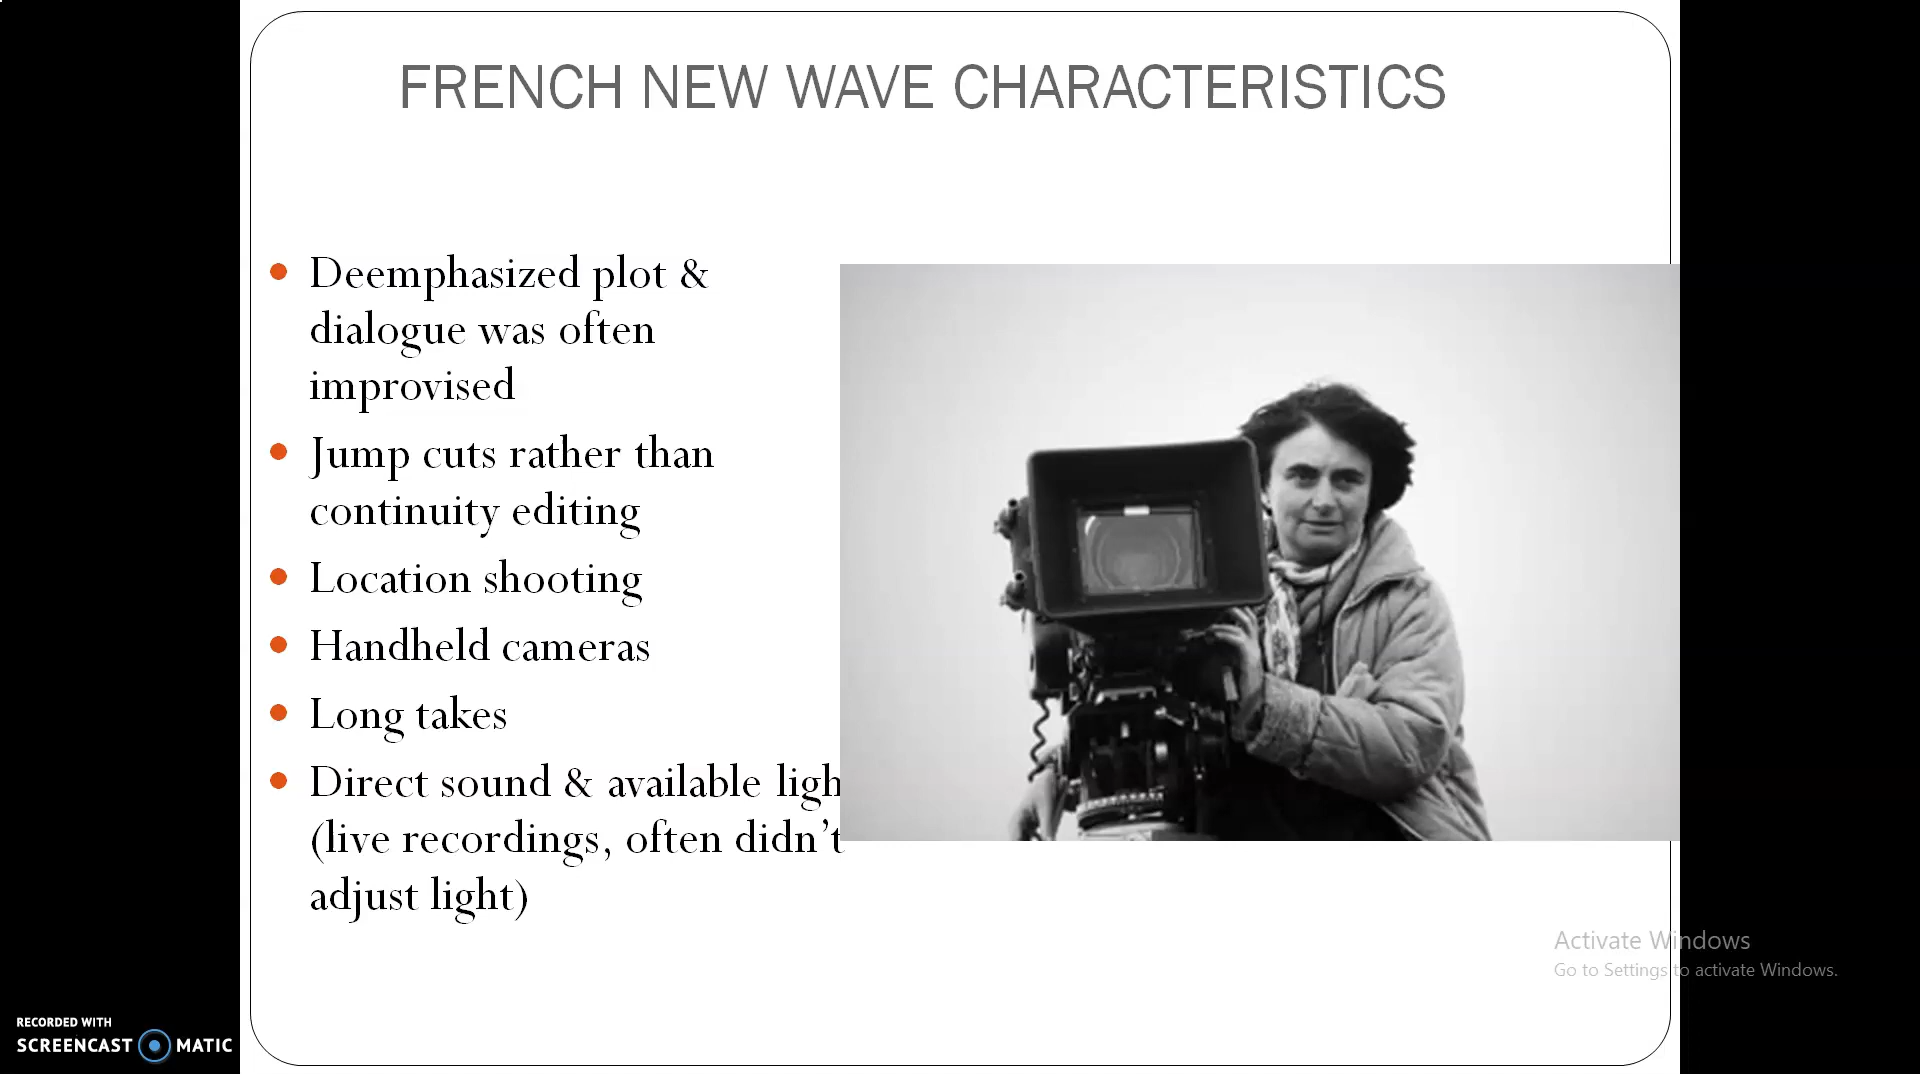 FRENCH NEW WAVE CHARACTERISTICS
Deemphasized plot &
dialogue was often
improvised
Jump cuts rather than
continuity editing
Location shooting
Handheld cameras
Long takes
Direct sound & available ligh
(live recordings, often didn’t
adjust light)
Activate Windows
Go to Settings to activate Windows.
RECORDED WITH
SCREENCAST MATIC